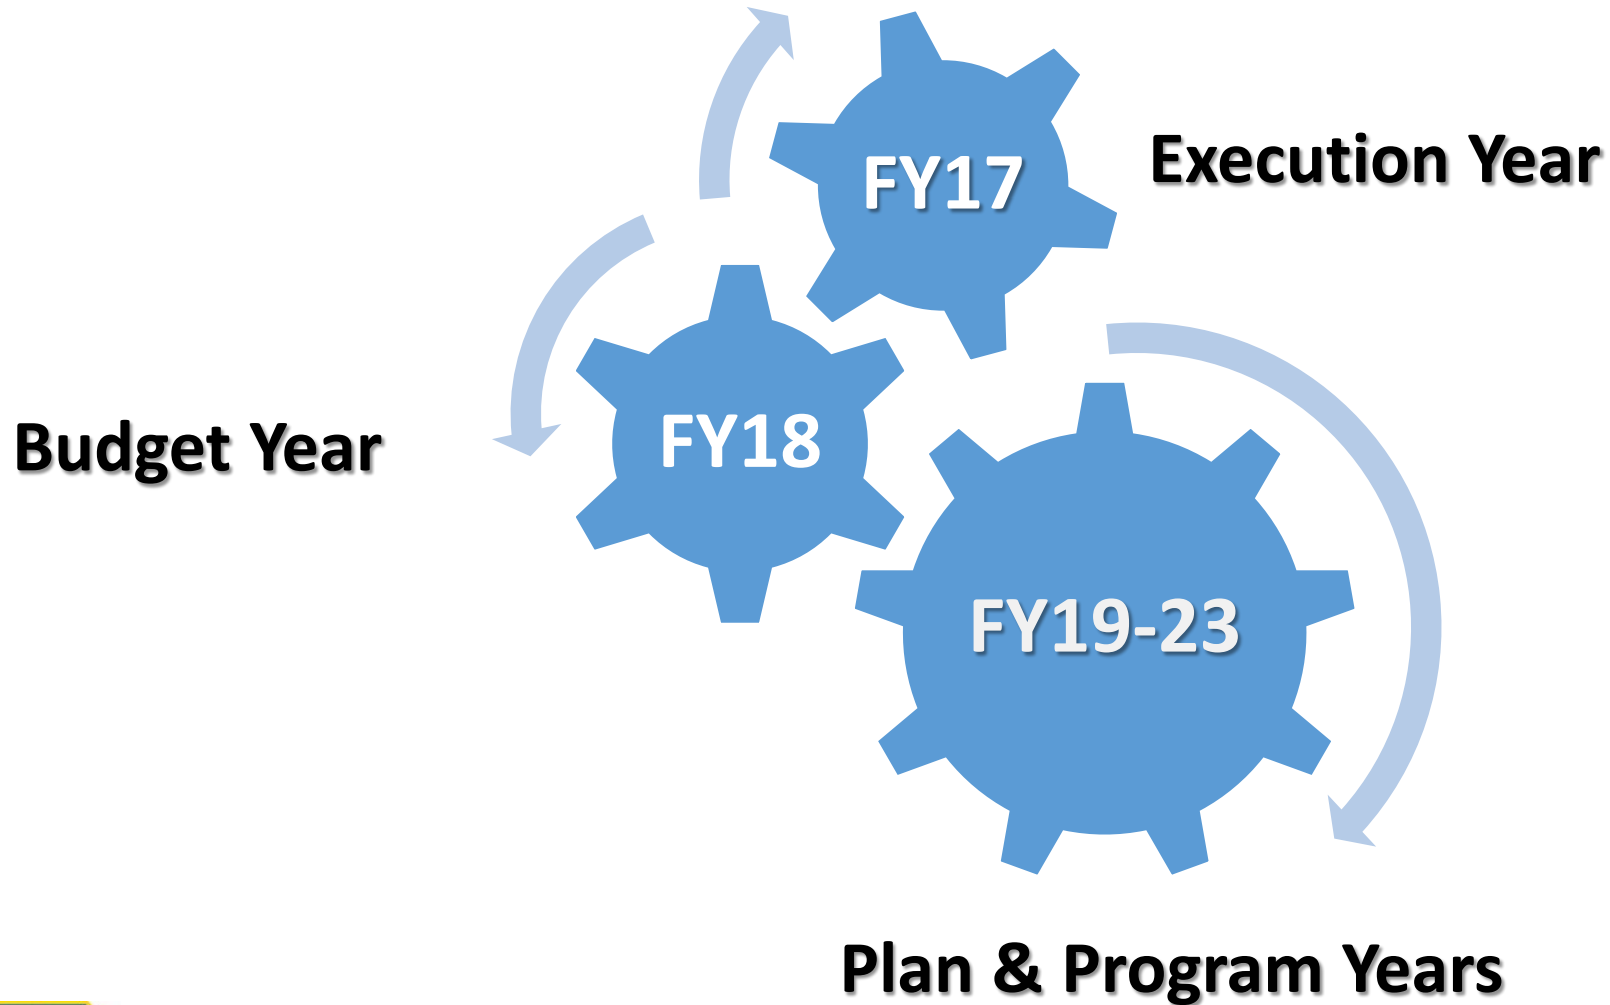 FY17
Execution Year
FY18
Budget Year
FY19-23
Plan & Program Years